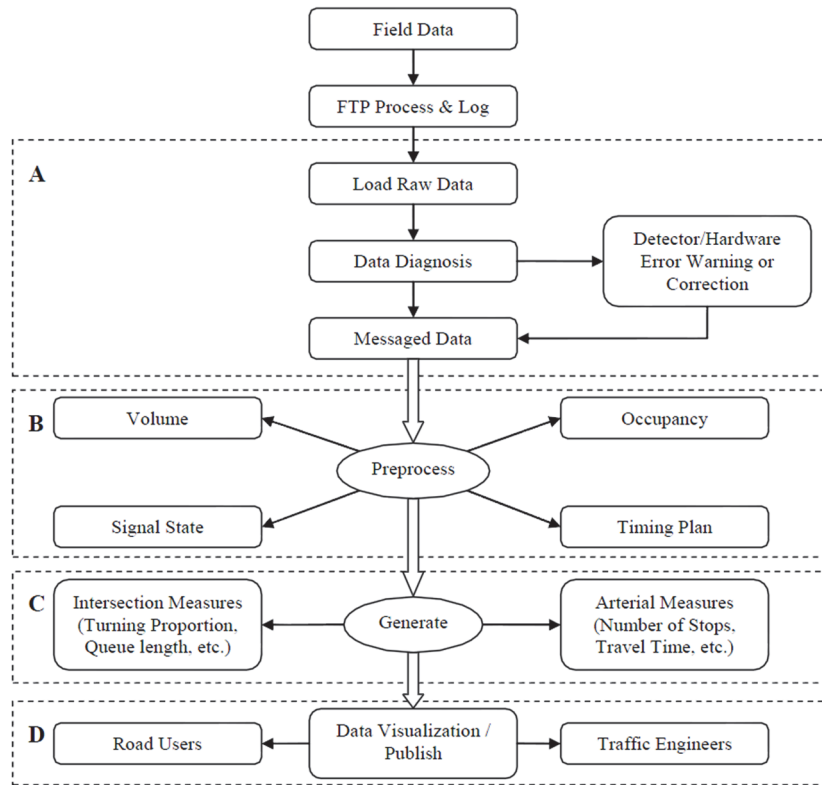 Field Data
FTP Process & Log
A
Load Raw Data
Data Diagnosis
Detector/Hardware
Error Warning or
Correction
Messaged Data
B
Volume
Occupancy
Preprocess
Signal State
Timing Plan
C
Intersection Measures
(Turning Proportion,
Queue length, etc.)
Generate
Arterial Measures
(Number of Stops,
Travel Time, etc.)
D
Road Users
Data Visualization /
Publish
Traffic Engineers